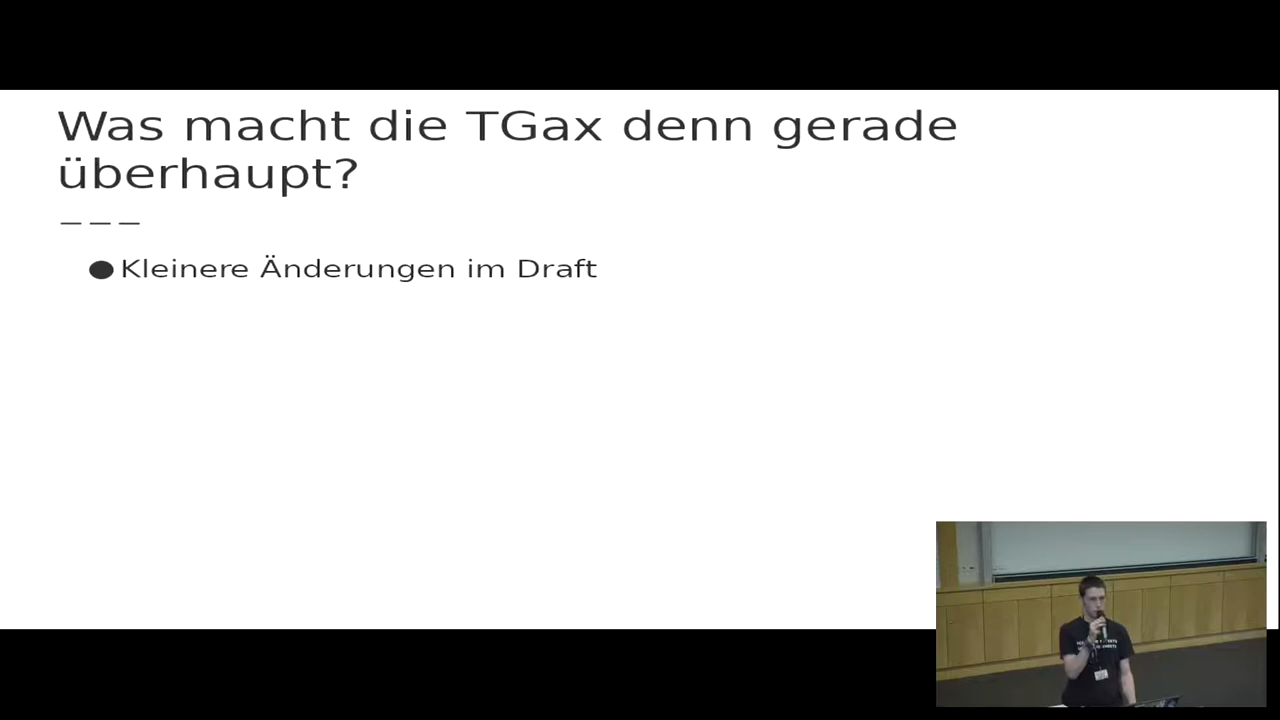 Was macht die TGax denn gerade
überhaupt?
– – –
● Kleinere Änderungen im Draft